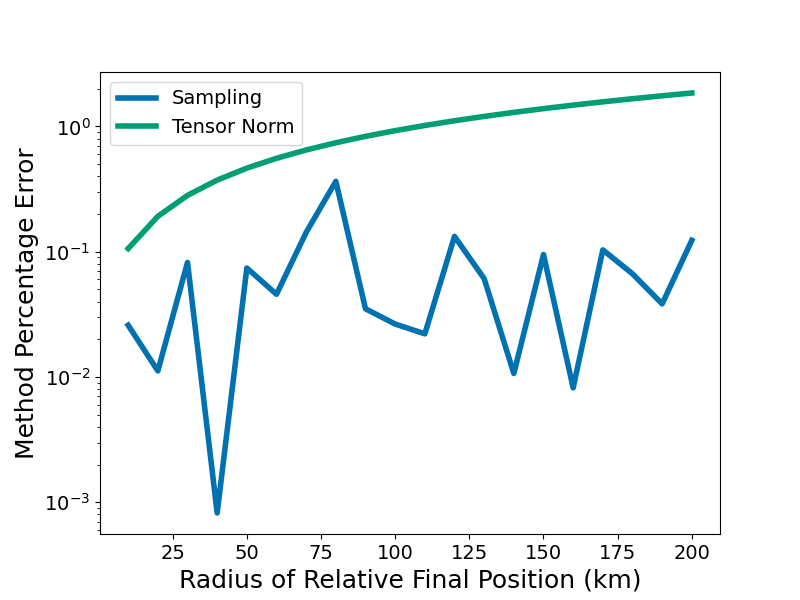 Sampling
Tensor Norm
Method Percentage Error
10⁰
10⁻¹
10⁻²
10⁻³
25 50 75 100 125 150 175 200
Radius of Relative Final Position (km)